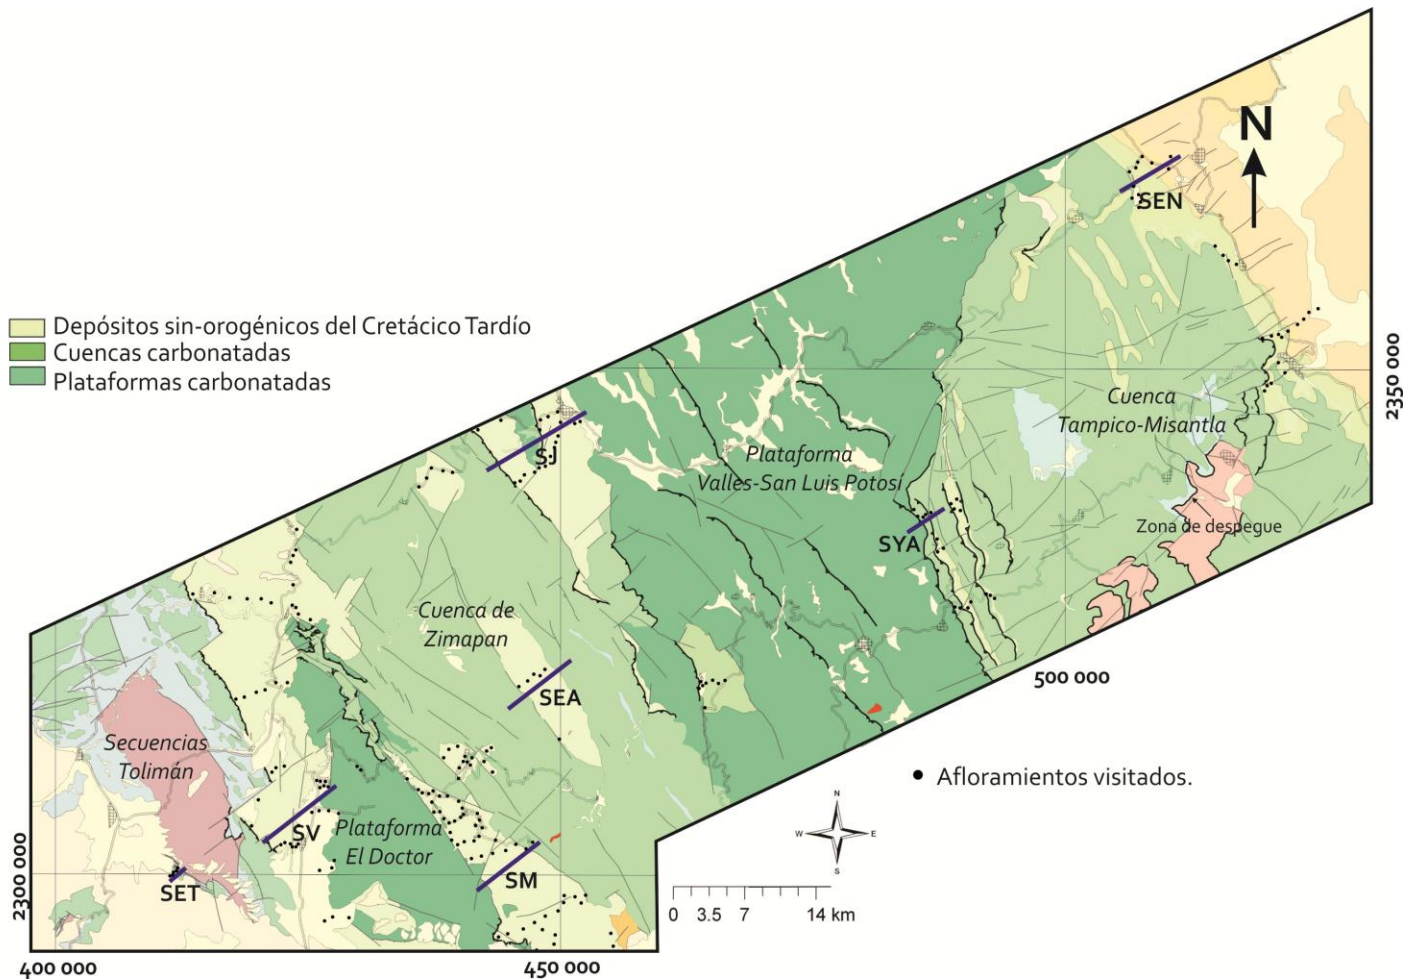 N
SEN
Depósitos sin-orogénicos del Cretácico Tardío
Cuencas carbonatadas
Plataformas carbonatadas
2350 000
Cuenca
Tampico-Misantla
SJ
Plataforma
Valles-San Luis Potosí
Zona de despegue
SYA
Cuenca de
Zimapan
500 000
SEA
Secuencias
Tolimán
Afloramientos visitados.
N
W
E
S
SV
Plataforma
El Doctor
SM
SET
2300 000
0 3.5 7 14 km
400 000
450 000